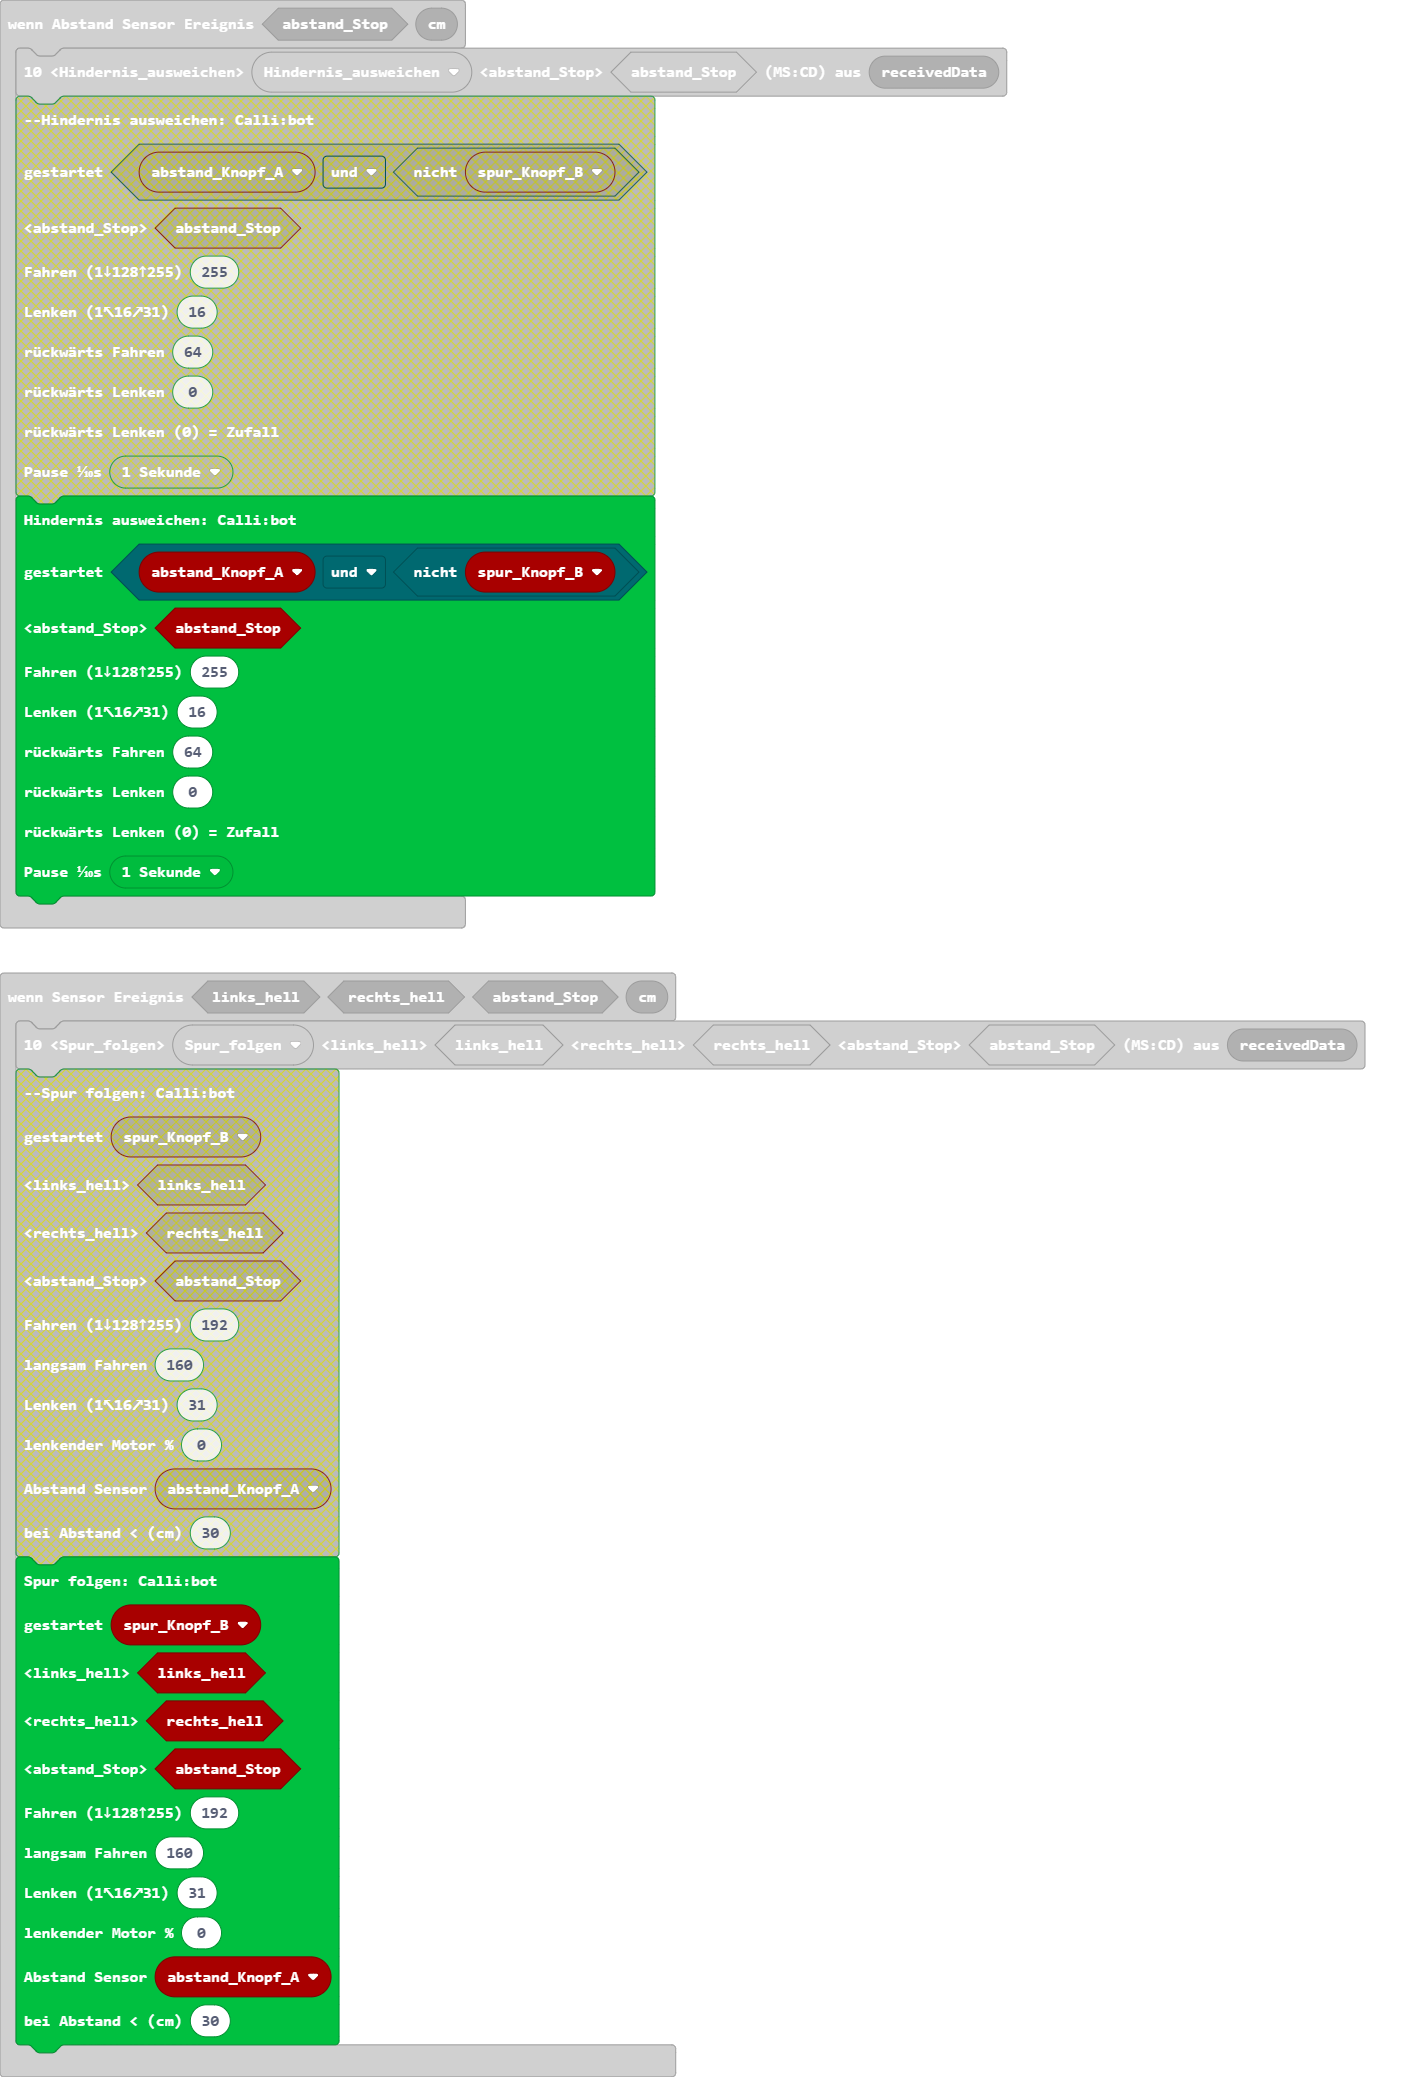 wenn Abstand Sensor Ereignis abstand_Stop cm
10 <Hindernis_ausweichen> Hindernis_ausweichen <abstand_Stop> abstand_Stop (MS:CD) aus receivedData
--Hindernis ausweichen: Calli:bot
gestartet abstand_Knopf_A und nicht spur_Knopf_B
<abstand_Stop> abstand_Stop
Fahren (1↓128↑255) 255
Lenken (1↖16↗31) 16
rückwärts Fahren 64
rückwärts Lenken 0
rückwärts Lenken (0) = Zufall
Pause ⅒s 1 Sekunde
Hindernis ausweichen: Calli:bot
gestartet abstand_Knopf_A und nicht spur_Knopf_B
<abstand_Stop> abstand_Stop
Fahren (1↓128↑255) 255
Lenken (1↖16↗31) 16
rückwärts Fahren 64
rückwärts Lenken 0
rückwärts Lenken (0) = Zufall
Pause ⅒s 1 Sekunde
wenn Sensor Ereignis links_hell rechts_hell abstand_Stop cm
10 <Spur_folgen> Spur_folgen <links_hell> links_hell <rechts_hell> rechts_hell <abstand_Stop> abstand_Stop (MS:CD) aus receivedData
--Spur folgen: Calli:bot
gestartet spur_Knopf_B
<links_hell> links_hell
<rechts_hell> rechts_hell
<abstand_Stop> abstand_Stop
Fahren (1↓128↑255) 192
langsam Fahren 160
Lenken (1↖16↗31) 31
lenkender Motor % 0
Abstand Sensor abstand_Knopf_A
bei Abstand < (cm) 30
Spur folgen: Calli:bot
gestartet spur_Knopf_B
<links_hell> links_hell
<rechts_hell> rechts_hell
<abstand_Stop> abstand_Stop
Fahren (1↓128↑255) 192
langsam Fahren 160
Lenken (1↖16↗31) 31
lenkender Motor % 0
Abstand Sensor abstand_Knopf_A
bei Abstand < (cm) 30